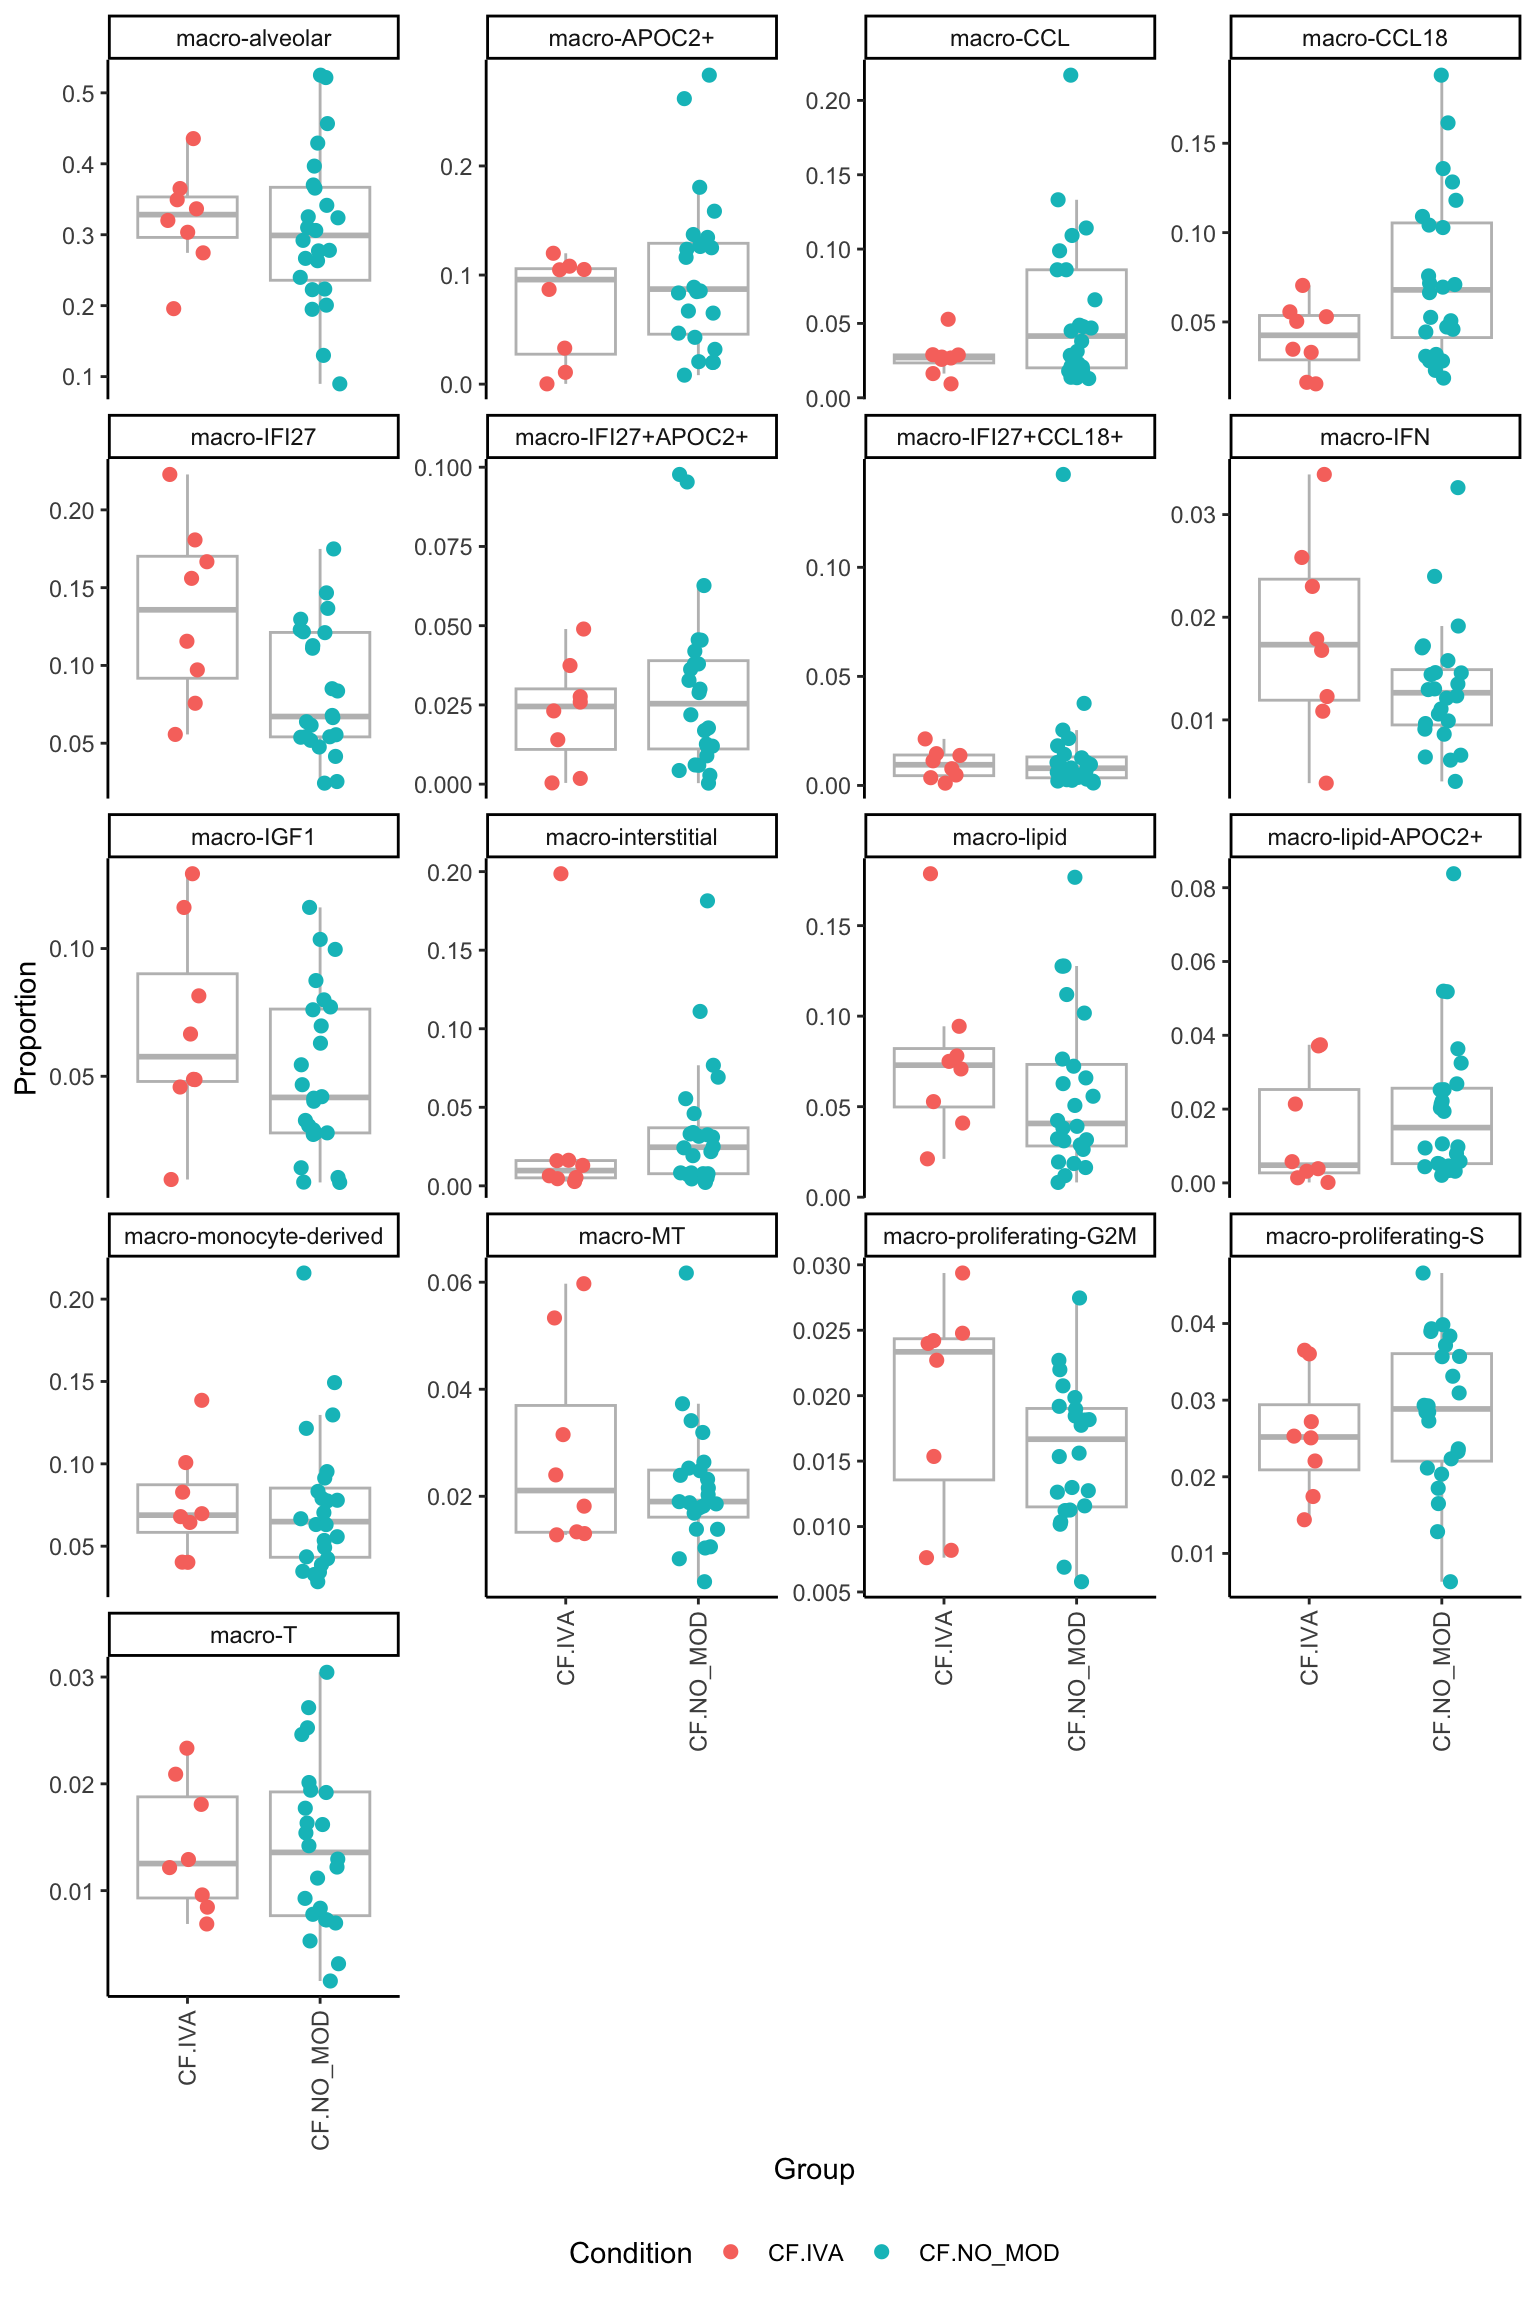 macro-alveolar macro-APOC2+ macro-CCL macro-CCL18
0.5 0.4 0.3 0.2 0.1
0.2 0.1 0.0
0.20 0.15 0.10 0.05 0.00
0.15 0.10 0.05
macro-IFI27 macro-IFI27+APOC2+ macro-IFI27+CCL18+ macro-IFN
0.20 0.15 0.10 0.05
0.100 0.075 0.050 0.025 0.000
0.10 0.05 0.00
0.03 0.02 0.01
macro-IGF1 macro-interstitial macro-lipid macro-lipid-APOC2+
0.10 0.05
0.20 0.15 0.10 0.05 0.00
0.15 0.10 0.05 0.00
0.08 0.06 0.04 0.02 0.00
Proportion
macro-monocyte-derived macro-MT macro-proliferating-G2M macro-proliferating-S
0.20 0.15 0.10 0.05
0.06 0.04 0.02
0.030 0.025 0.020 0.015 0.010 0.005
0.04 0.03 0.02 0.01
CF.IVA CF.NO_MOD CF.IVA CF.NO_MOD CF.IVA CF.NO_MOD
macro-T
0.03 0.02 0.01
CF.IVA CF.NO_MOD
Group
Condition CF.IVA CF.NO_MOD